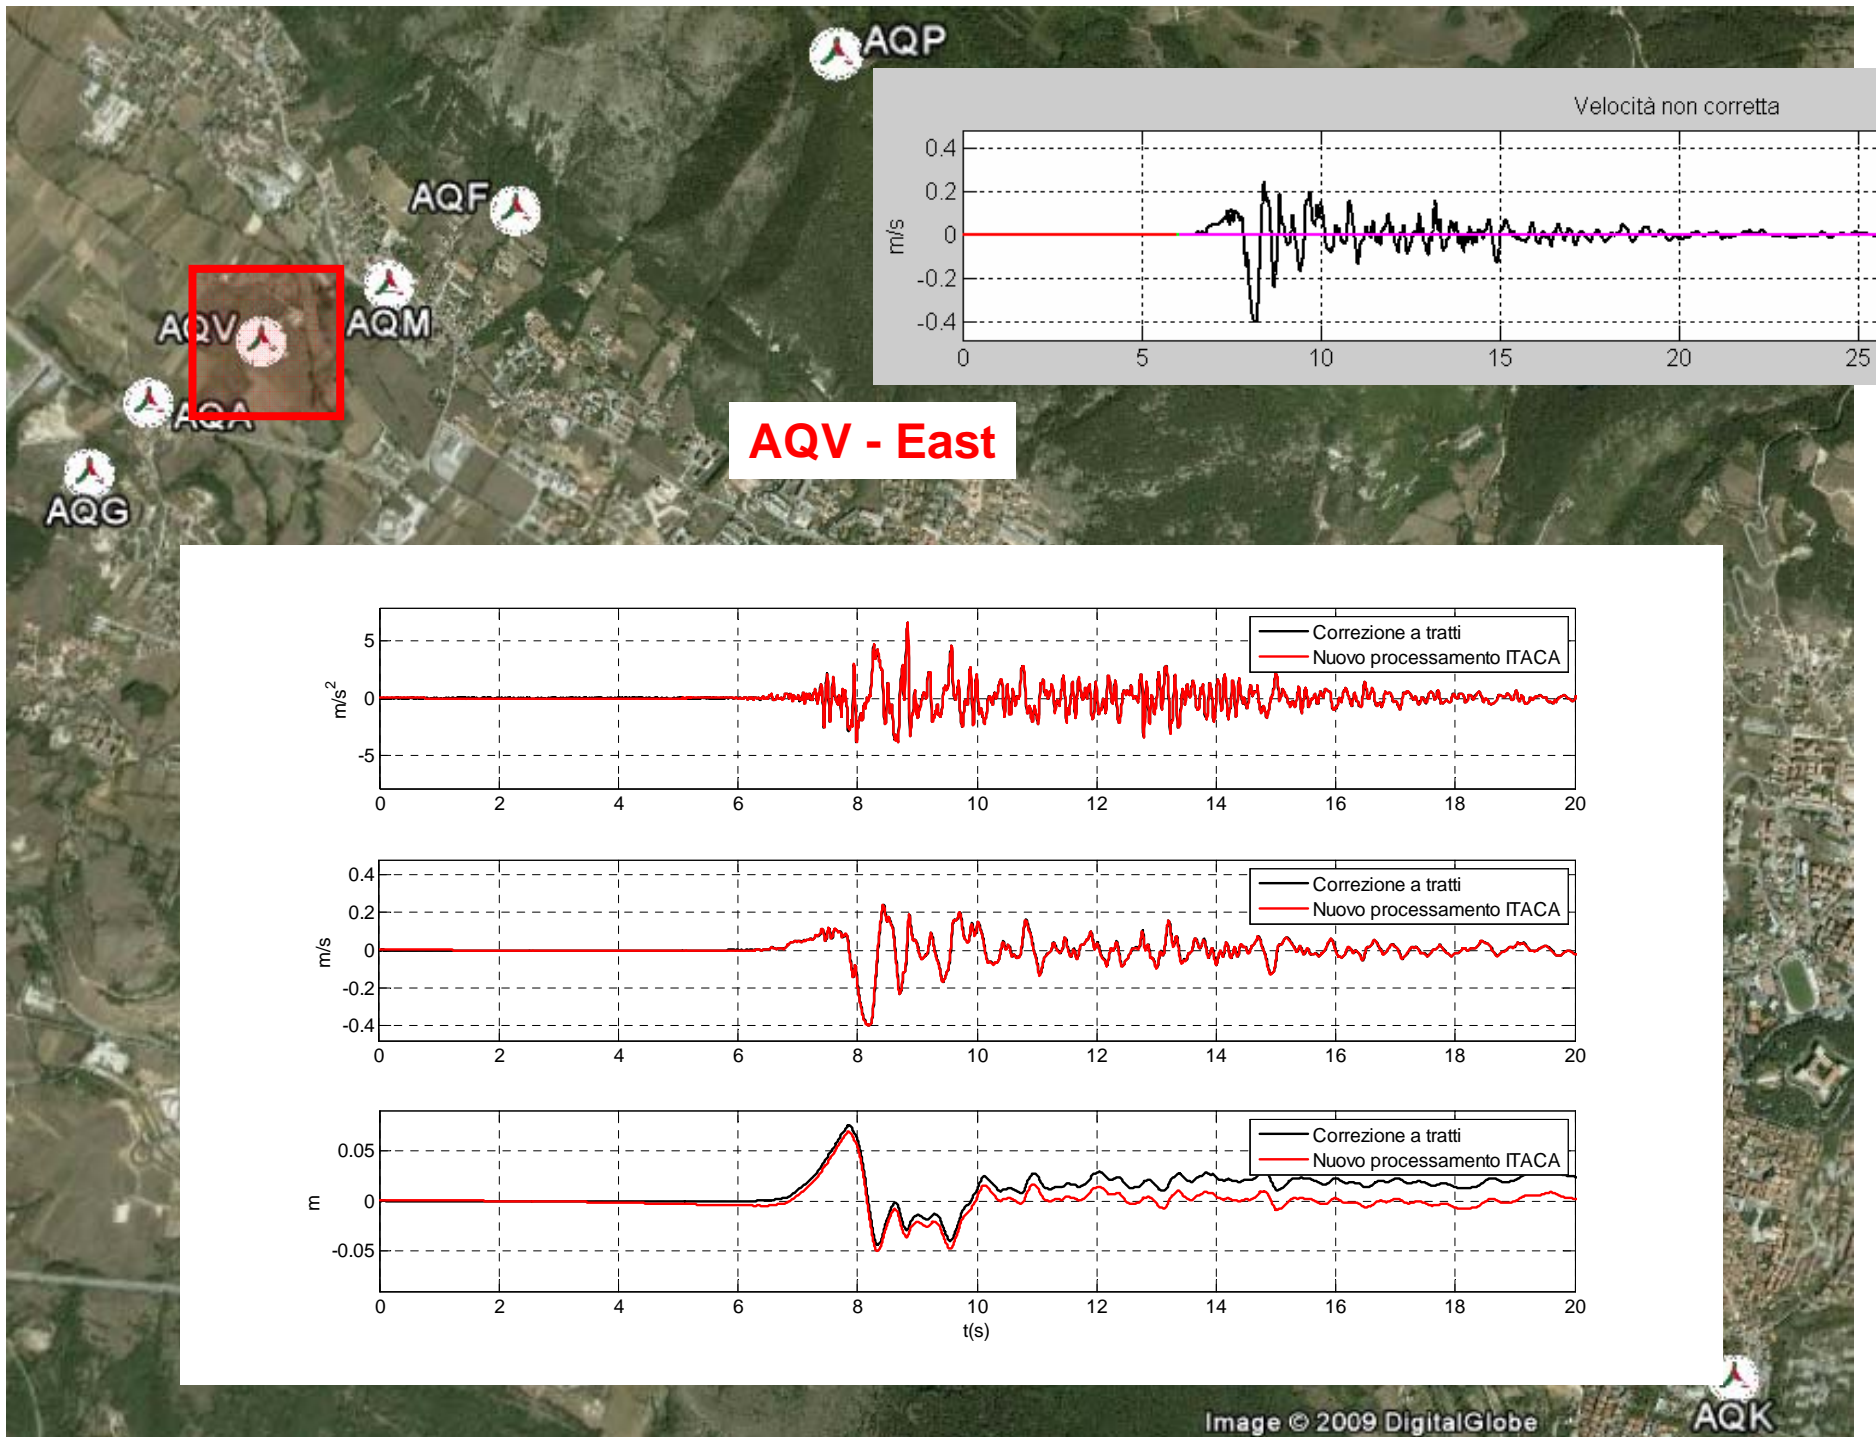 AQP
Velocità non corretta
0.4
0.2
0
-0.2
-0.4
m/s
0 5 10 15 20 25
AQF
AQV
AQM
AQA
AQG
AQV - East
5
0
-5
m/s²
Correzione a tratti
Nuovo processamento ITACA
0 2 4 6 8 10 12 14 16 18 20
0.4
0.2
0
-0.2
-0.4
m/s
Correzione a tratti
Nuovo processamento ITACA
0 2 4 6 8 10 12 14 16 18 20
0.05
0
-0.05
m
Correzione a tratti
Nuovo processamento ITACA
0 2 4 6 8 10 12 14 16 18 20
t(s)
Image © 2009 DigitalGlobe
AQK